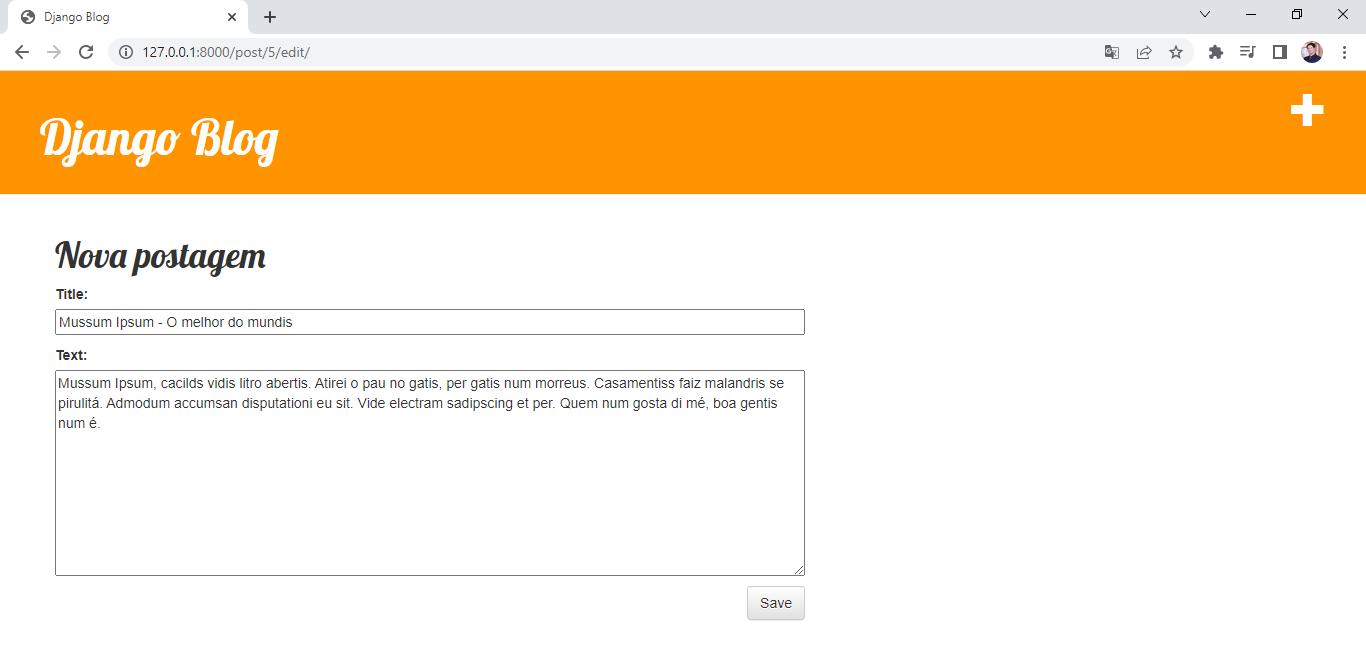 Django Blog
127.0.0.1:8000/post/5/edit/
Django Blog
Nova postagem
Title:
Mussum Ipsum - O melhor do mundis
Text:
Mussum Ipsum, cacilds vidis litro abertis. Atirei o pau no gatis, per gatis num morreus. Casamentiss faiz malandris se
pirulitá. Admodum accumsan disputationi eu sit. Vide electram sadipscing et per. Quem num gosta di mé, boa gentis
num é.
Save